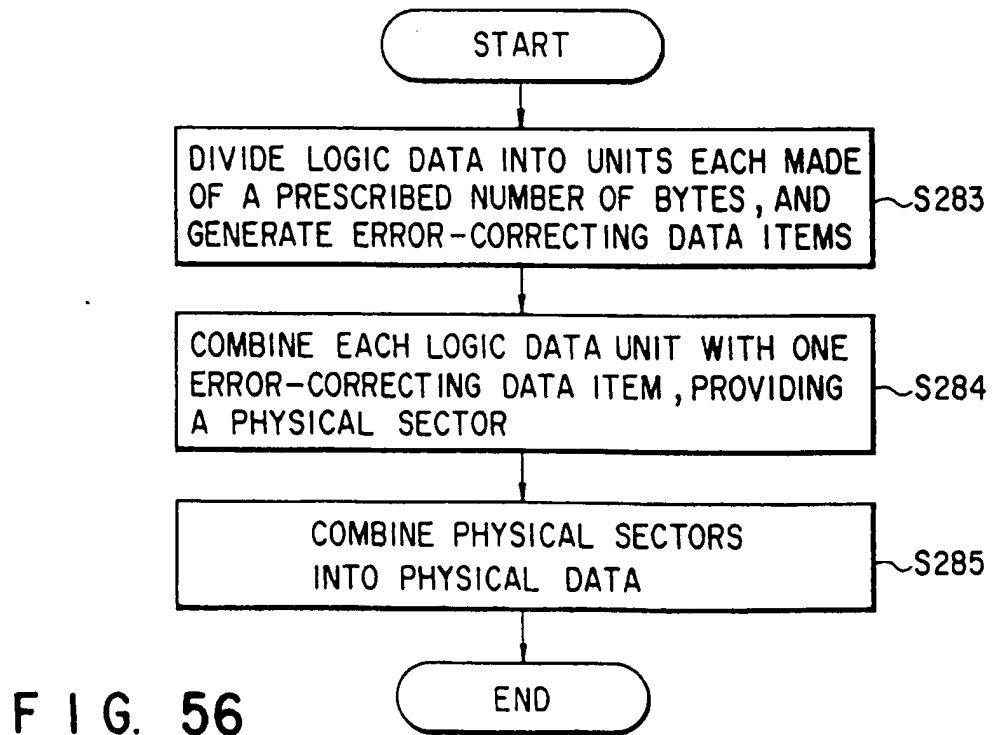 START
DIVIDE LOGIC DATA INTO UNITS EACH MADE
OF A PRESCRIBED NUMBER OF BYTES, AND
GENERATE ERROR-CORRECTING DATA ITEMS
S283
COMBINE EACH LOGIC DATA UNIT WITH ONE
ERROR-CORRECTING DATA ITEM, PROVIDING
A PHYSICAL SECTOR
S284
COMBINE PHYSICAL SECTORS
INTO PHYSICAL DATA
S285
END
FIG. 56